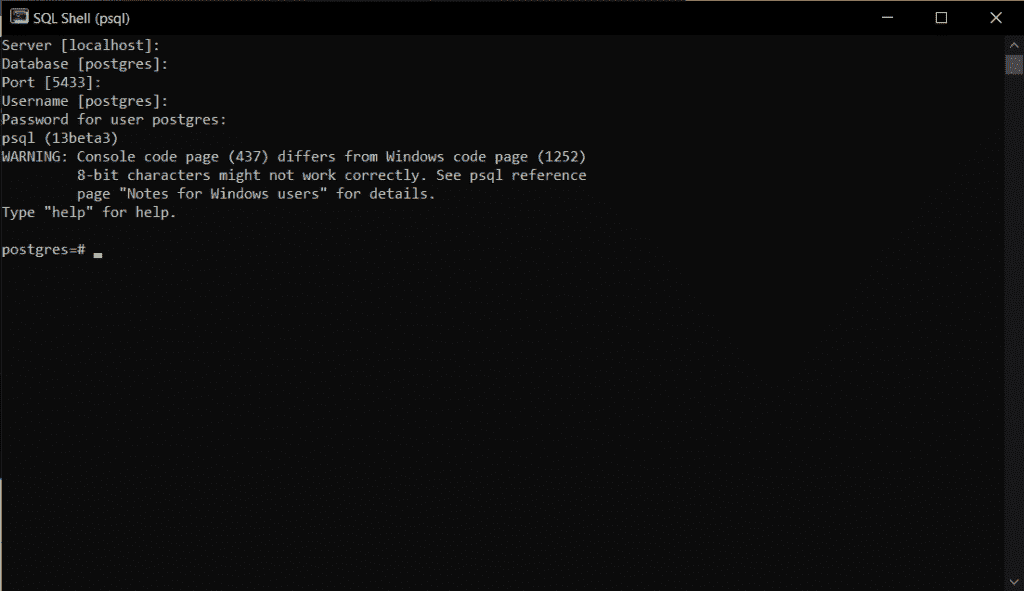 SQL Shell (psql)
Server [localhost]:
Database [postgres]:
Port [5433]:
Username [postgres]:
Password for user postgres:
psql (13beta3)
WARNING: Console code page (437) differs from Windows code page (1252)
         8-bit characters might not work correctly. See psql reference
         page "Notes for Windows users" for details.
Type "help" for help.
postgres=#